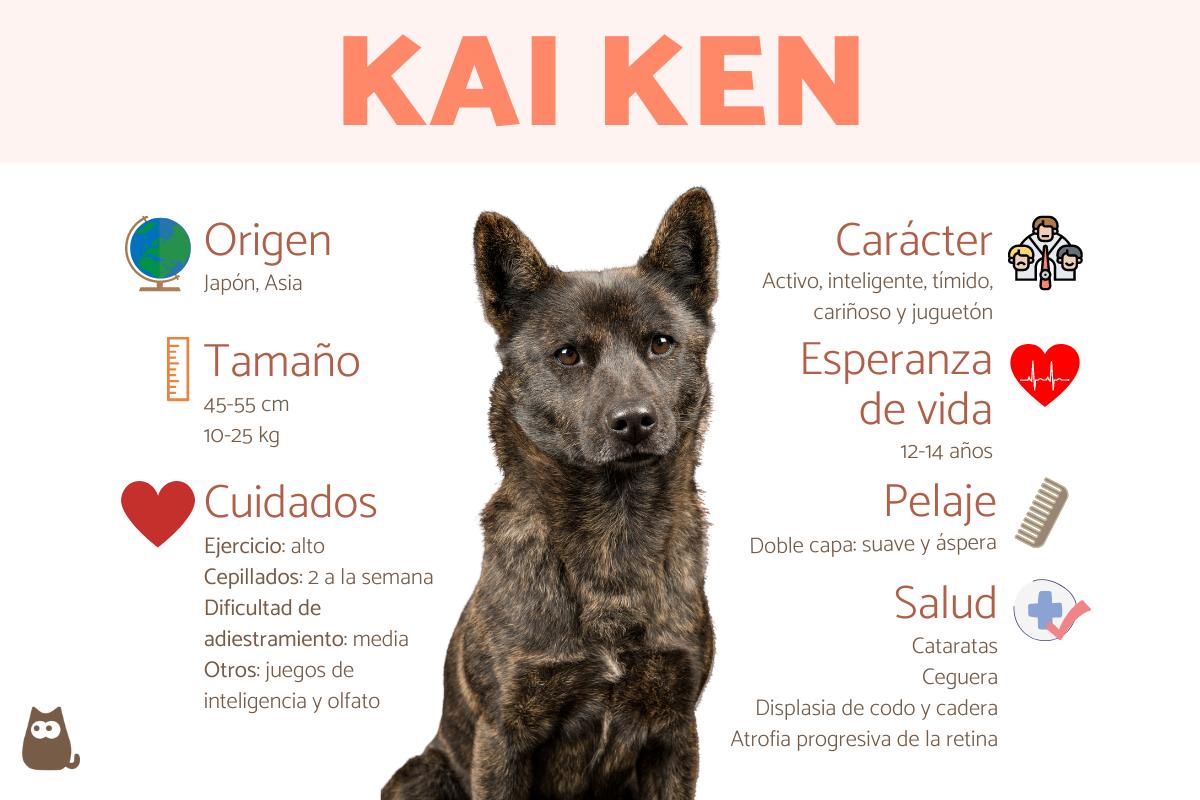 KAI KEN
Origen
Japón, Asia
Tamaño
45-55 cm
10-25 kg
Cuidados
Ejercicio: alto
Cepillados: 2 a la semana
Dificultad de
adiestramiento: media
Otros: juegos de
inteligencia y olfato
Carácter
Activo, inteligente, tímido,
cariñoso y juguetón
Esperanza
de vida
12-14 años
Pelaje
Doble capa: suave y áspera
Salud
Cataratas
Ceguera
Displasia de codo y cadera
Atrofia progresiva de la retina